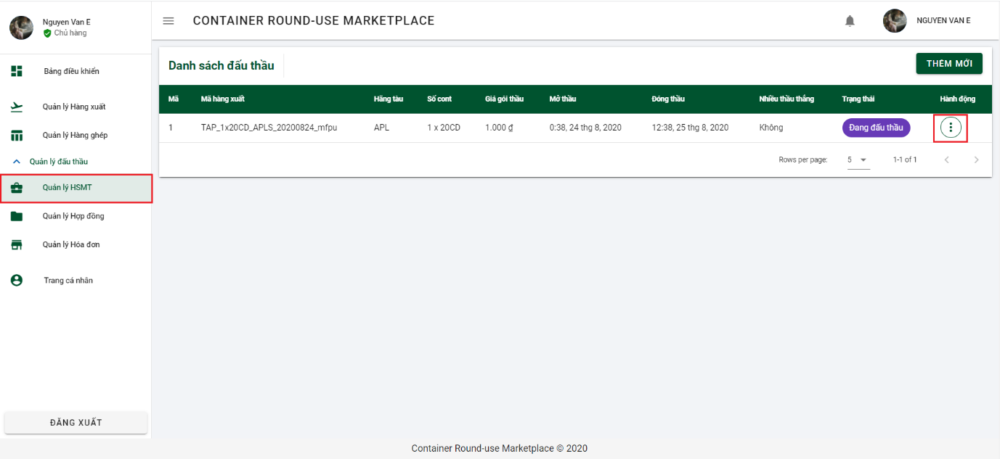 Nguyen Van E
Chủ hàng
CONTAINER ROUND-USE MARKETPLACE
NGUYEN VAN E
Bảng điều khiển
Quản lý Hàng xuất
Quản lý Hàng ghép
Quản lý đấu thầu
Quản lý HSMT
Quản lý Hợp đồng
Quản lý Hóa đơn
Trang cá nhân
ĐĂNG XUẤT
Danh sách đấu thầu
THÊM MỚI
Mã Mã hàng xuất Hãng tàu Số cont Giá gói thầu Mở thầu Đóng thầu Nhiều thầu thắng Trạng thái Hành động
1 TAP_1x20CD_APLS_20200824_mfpu APL 1 x 20CD 1.000 ₫ 0:38, 24 thg 8, 2020 12:38, 25 thg 8, 2020 Không Đang đấu thầu
Rows per page: 5 1-1 of 1
Container Round-use Marketplace © 2020